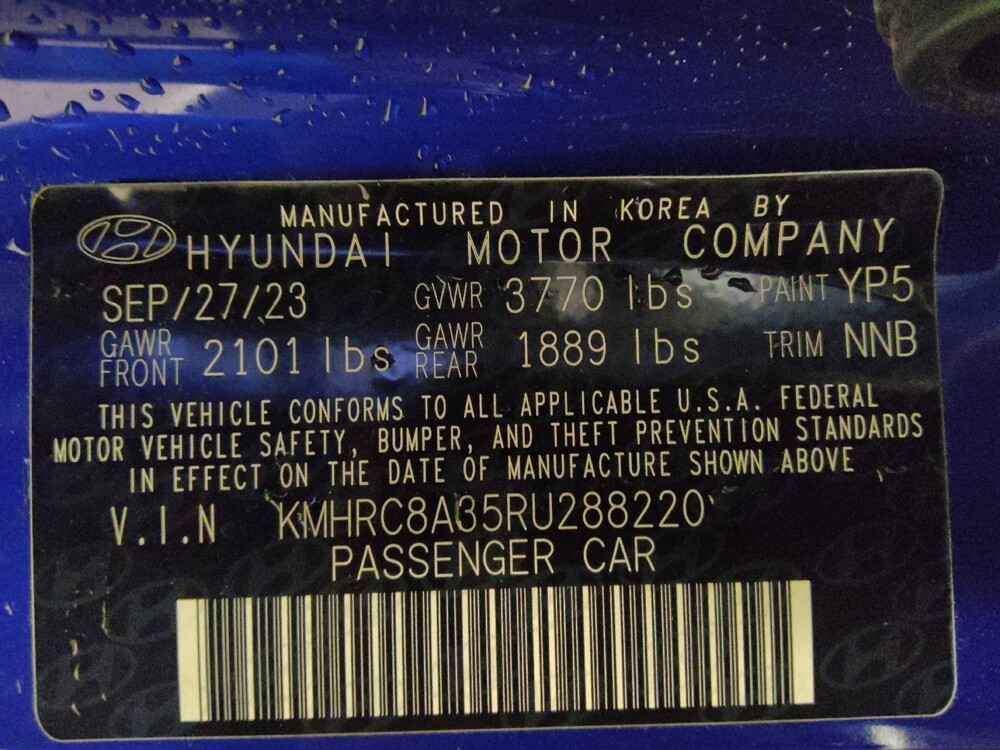 MANUFACTURED IN KOREA BY
HYUNDAI MOTOR COMPANY
SEP/27/23 GVWR 3770 lbs PAINT YP5
GAWR FRONT 2101 lbs GAWR REAR 1889 lbs TRIM NNB
THIS VEHICLE CONFORMS TO ALL APPLICABLE U.S.A. FEDERAL
MOTOR VEHICLE SAFETY, BUMPER, AND THEFT PREVENTION STANDARDS
IN EFFECT ON THE DATE OF MANUFACTURE SHOWN ABOVE
V.I.N KMHRC8A35RU288220
PASSENGER CAR